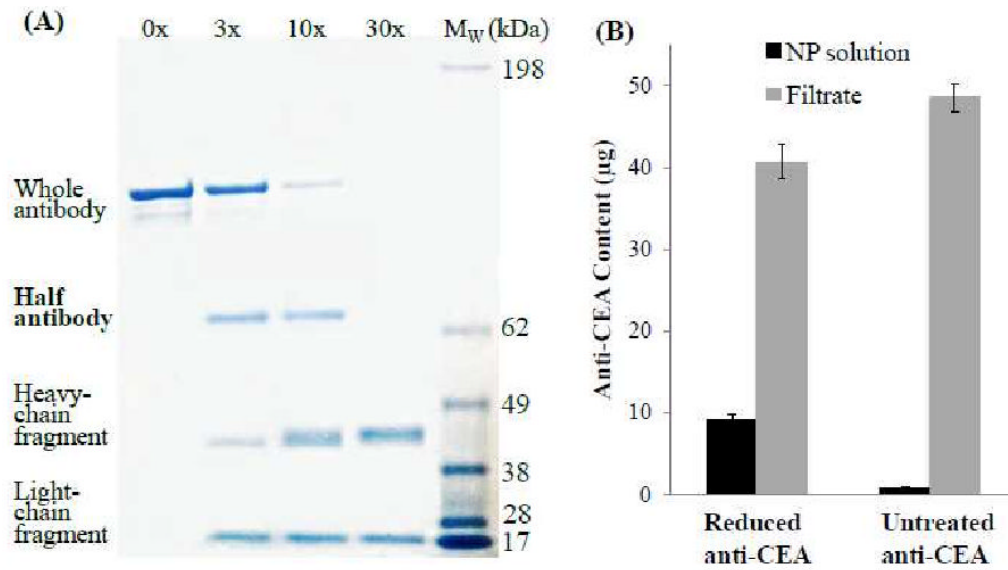 (A)
0x 3x 10x 30x Mw (kDa)
198
Whole
antibody
Half
antibody
62
Heavy-
chain
fragment
49
38
Light-
chain
fragment
28
17
(B)
NP solution
Filtrate
Anti-CEA Content (µg)
50
40
30
20
10
0
Reduced
anti-CEA
Untreated
anti-CEA